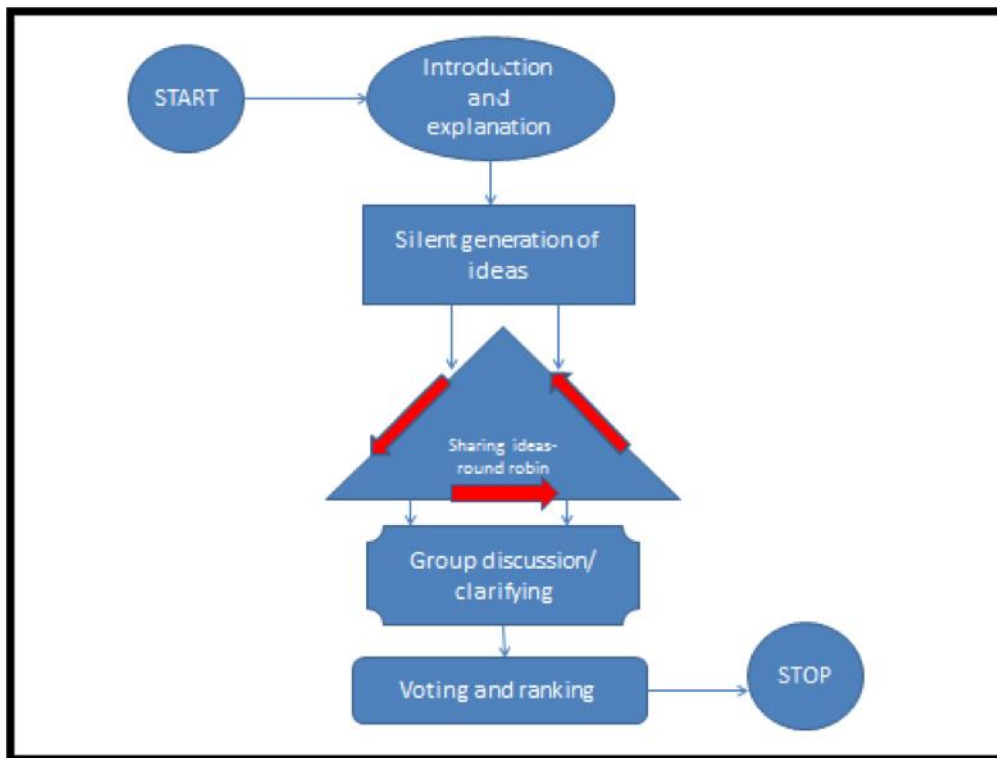 START
Introduction
and
explanation
Silent generation of
ideas
Sharing ideas-
round robin
Group discussion/
clarifying
Voting and ranking
STOP